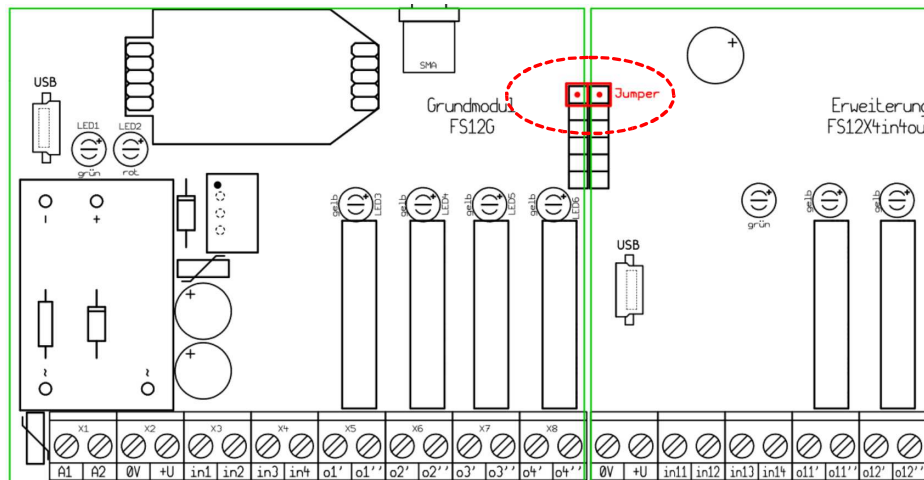 SMA
USB
LED1
LED2
grün
rot
Grundmodul
FS12G
Jumper
Erweiterung
FS12X4in4ou
gelb
LED3
gelb
LED4
gelb
LED5
gelb
LED6
grün
gelb
gelb
USB
- +
~ ~
X1 X2 X3 X4 X5 X6 X7 X8
A1 A2 0V +U in1 in2 in3 in4 o1' o1'' o2' o2'' o3' o3'' o4' o4'' 0V +U in11 in12 in13 in14 o11' o11'' o12' o12''